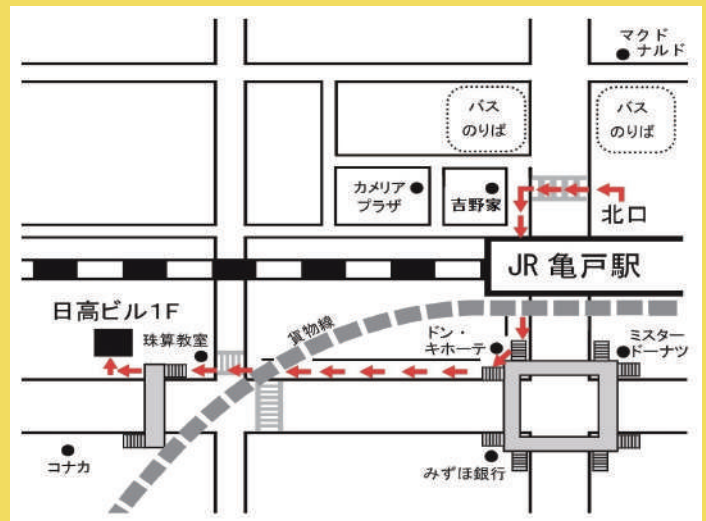 マクド
ナルド
バス
のりば
バス
のりば
カメリア
プラザ
吉野家
北口
JR 亀戸駅
日高ビル1F
珠算教室
貨物線
ドン・
キホーテ
ミスター
ドーナツ
コナカ
みずほ銀行